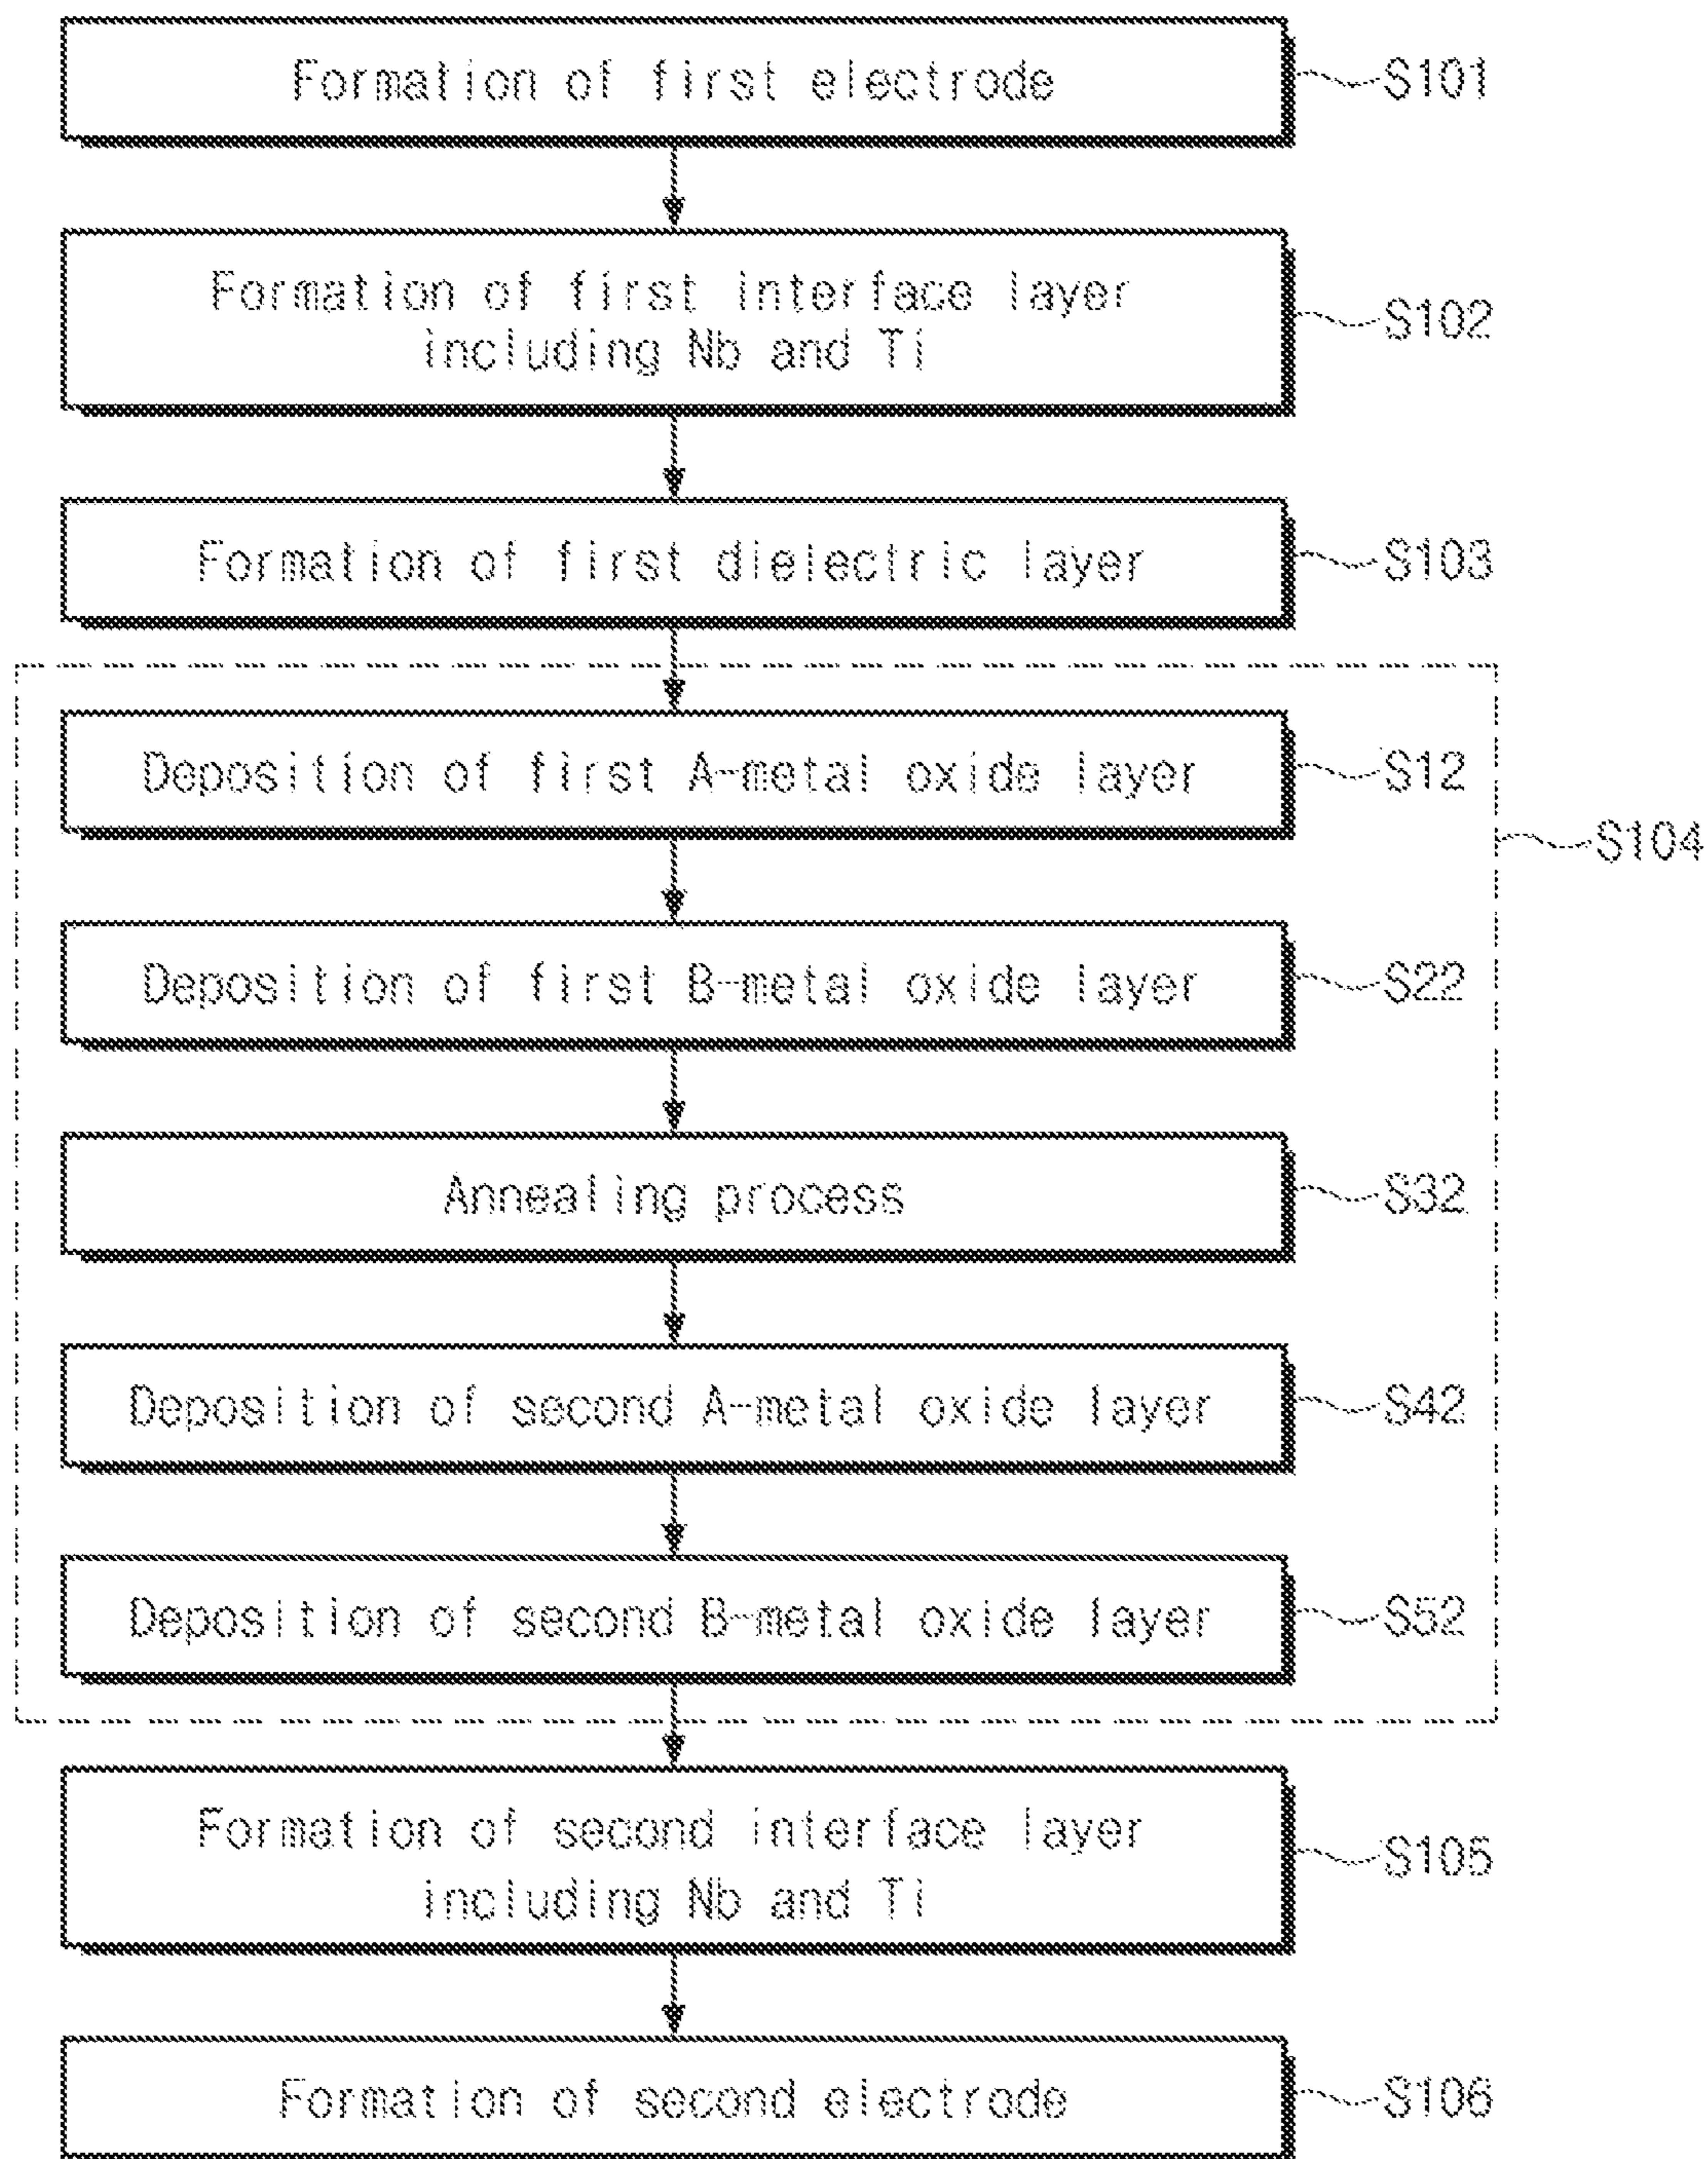 Formation of first electrode
S101
Formation of first interface layer
including Nb and Ti
S102
Formation of first dielectric layer
S103
Deposition of first A-metal oxide layer
S12
S104
Deposition of first B-metal oxide layer
S22
Annealing process
S32
Deposition of second A-metal oxide layer
S42
Deposition of second B-metal oxide layer
S52
Formation of second interface layer
including Nb and Ti
S105
Formation of second electrode
S106